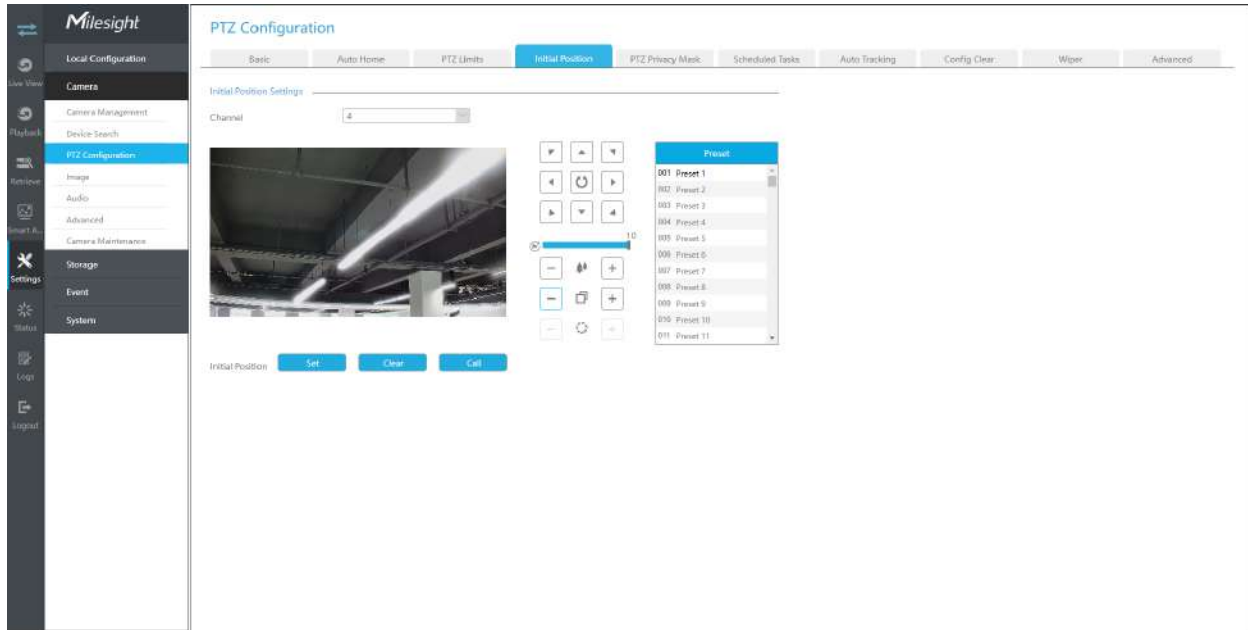 Milesight
Local Configuration
Camera
Camera Management
Device Search
PTZ Configuration
Image
Audio
Advanced
Camera Maintenance
Storage
Event
System
Live View
Playback
Retrieve
Smart A...
Settings
Status
Logs
Logout
PTZ Configuration
Basic Auto Home PTZ Limits Initial Position PTZ Privacy Mask Scheduled Tasks Auto Tracking Config Clear Wiper Advanced
Initial Position Settings
Channel 4
10
Preset
001 Preset 1
002 Preset 2
003 Preset 3
004 Preset 4
005 Preset 5
006 Preset 6
007 Preset 7
008 Preset 8
009 Preset 9
010 Preset 10
011 Preset 11
Initial Position Set Clear Call